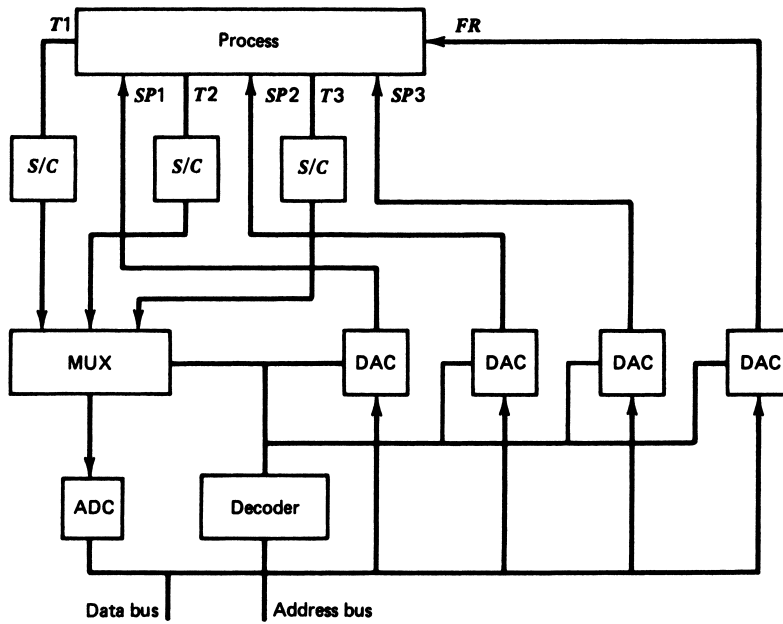 T1
Process
FR
SP1
T2
SP2
T3
SP3
S/C
S/C
S/C
MUX
DAC
DAC
DAC
DAC
ADC
Decoder
Data bus
Address bus